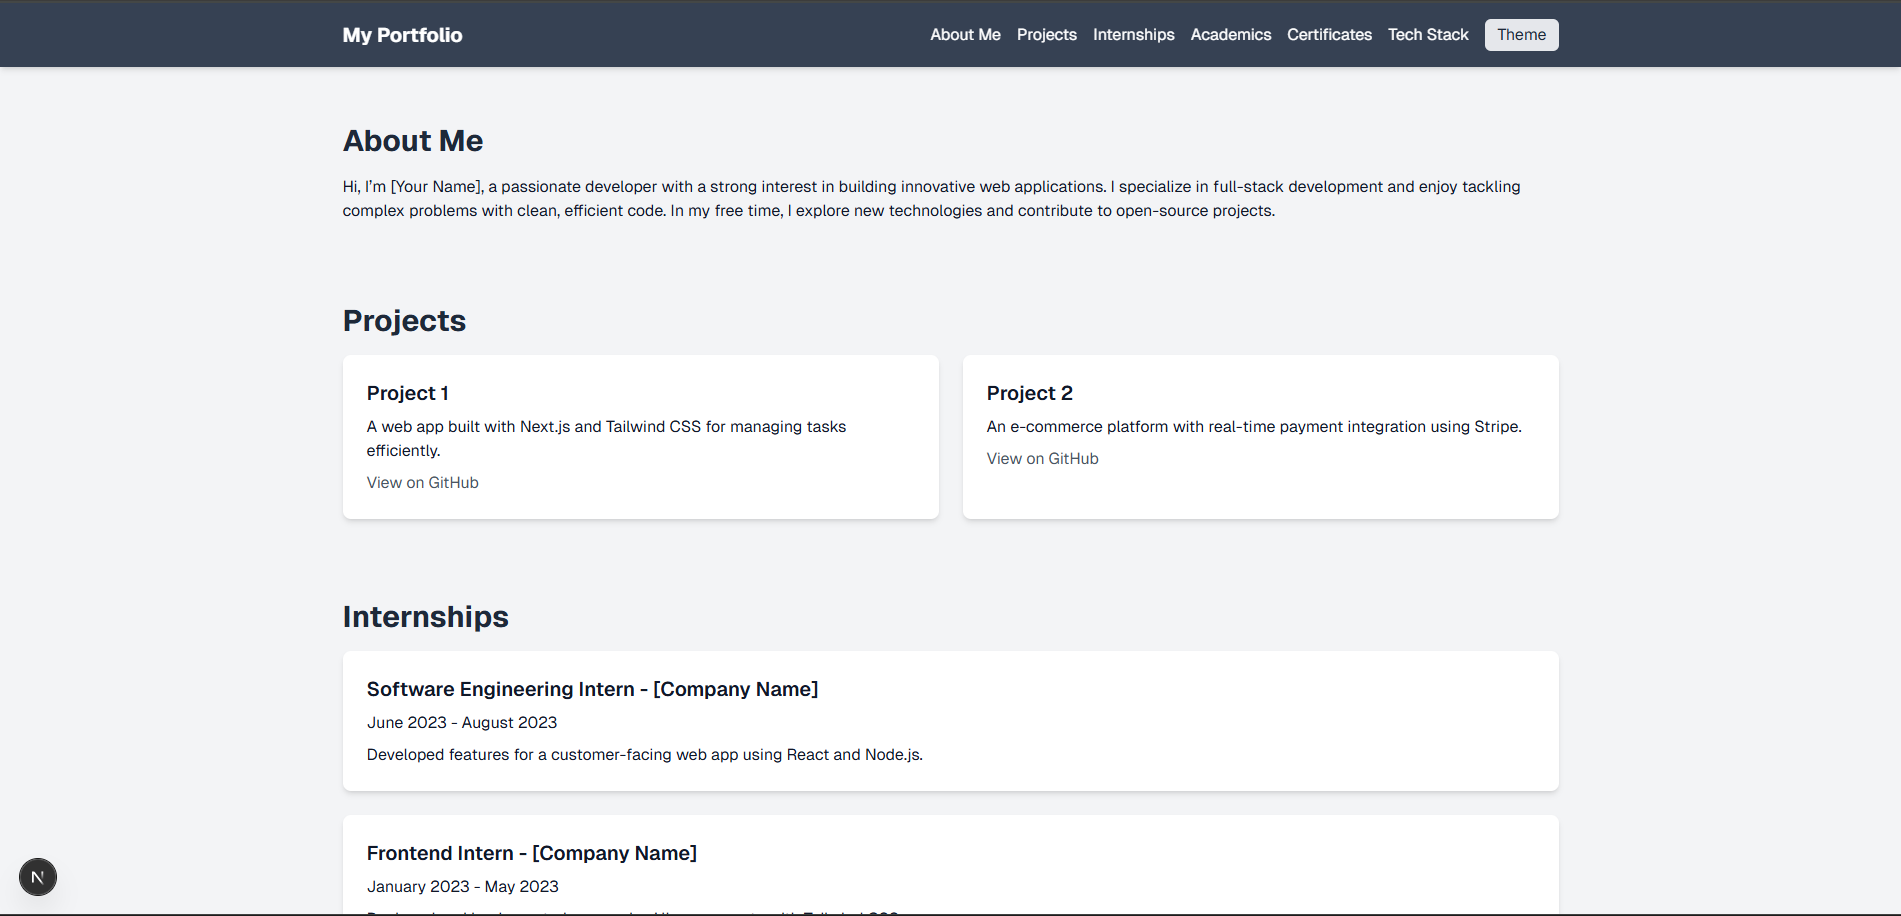 My Portfolio
About Me Projects Internships Academics Certificates Tech Stack Theme
About Me
Hi, I’m [Your Name], a passionate developer with a strong interest in building innovative web applications. I specialize in full-stack development and enjoy tackling
complex problems with clean, efficient code. In my free time, I explore new technologies and contribute to open-source projects.
Projects
Project 1
A web app built with Next.js and Tailwind CSS for managing tasks
efficiently.
View on GitHub
Project 2
An e-commerce platform with real-time payment integration using Stripe.
View on GitHub
Internships
Software Engineering Intern - [Company Name]
June 2023 - August 2023
Developed features for a customer-facing web app using React and Node.js.
Frontend Intern - [Company Name]
January 2023 - May 2023
N